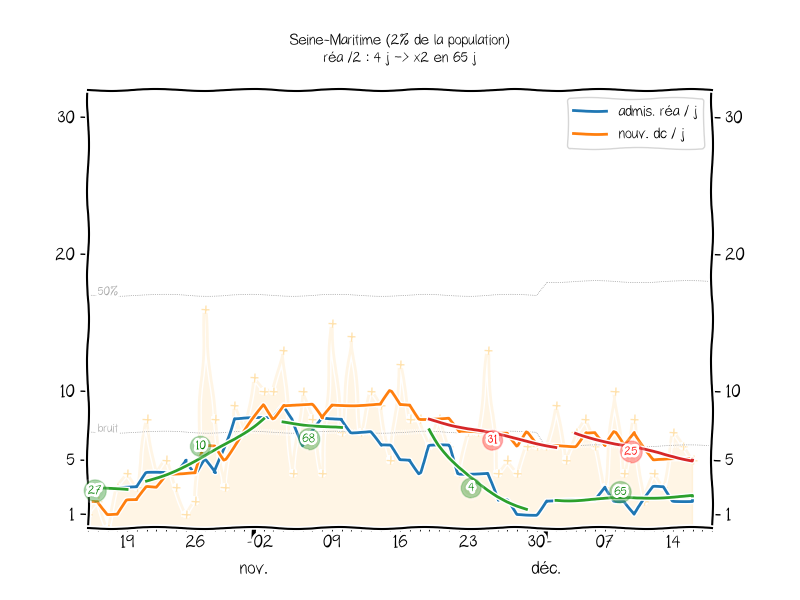 Seine-Maritime (2% de la population)
réa /2 : 4 j -> x2 en 65 j
admis. réa / j
nouv. dc / j
30 30
20 20
50%
10 10
bruit
5 5
1 1
27 10 68 4 31 65 25
19 26 02 09 16 23 30 07 14
nov. déc.